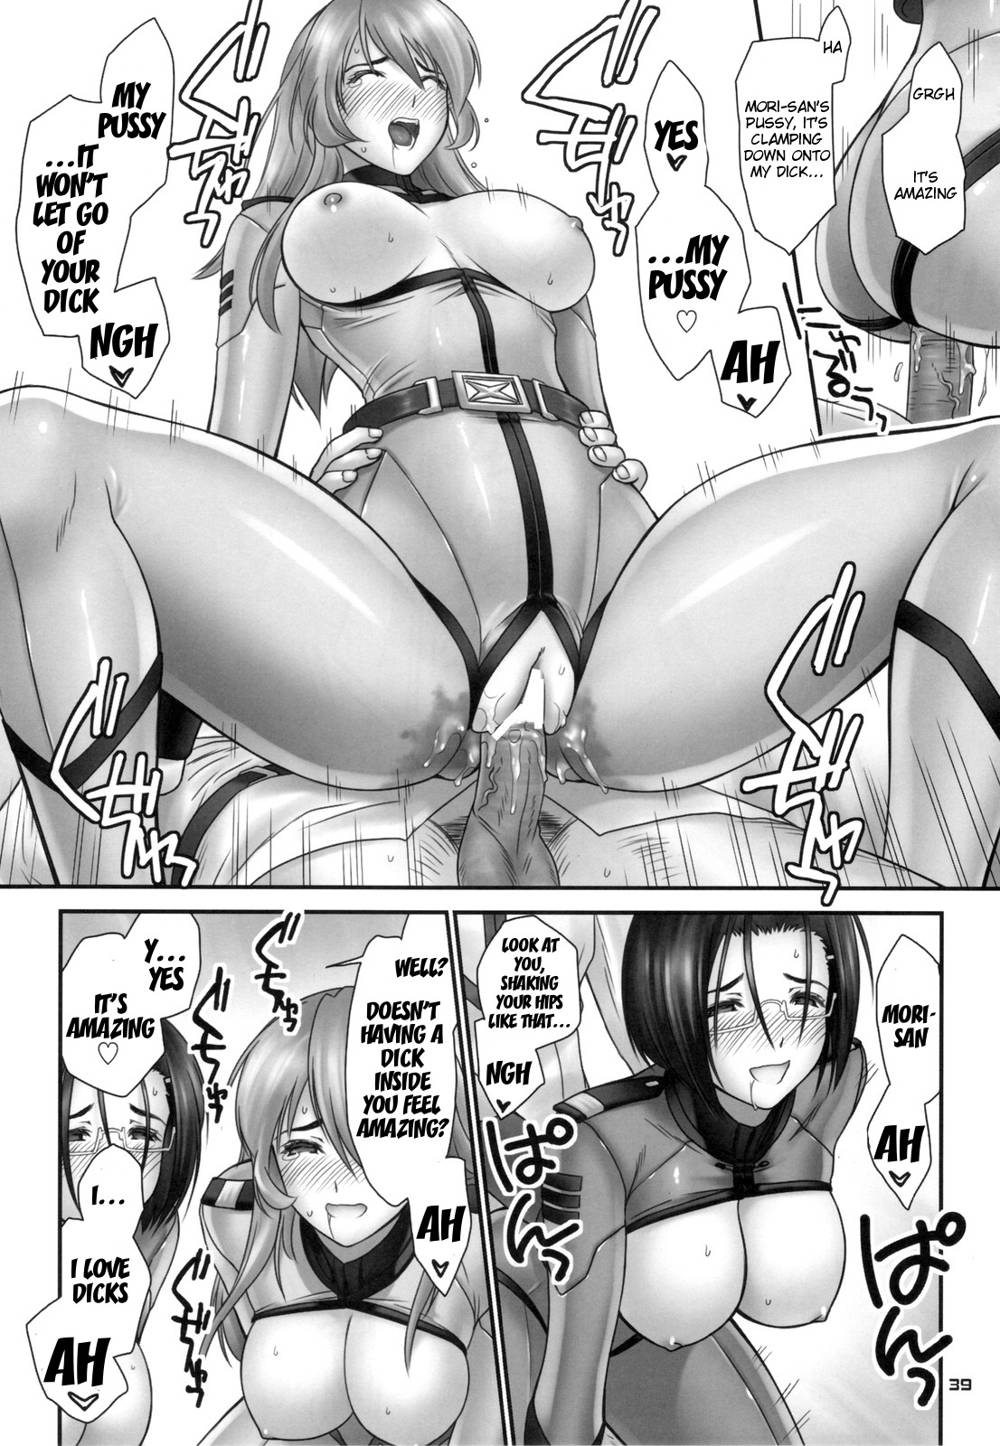 GRGH
IT'S
AMAZING
HA
MORI-SAN'S
PUSSY, IT'S
CLAMPING
DOWN ONTO
MY DICK...
YES
...MY
PUSSY
AH
MY
PUSSY
...IT
WON'T
LET GO
OF
YOUR
DICK
NGH
MORI-
SAN
AH
LOOK AT
YOU,
SHAKING
YOUR HIPS
LIKE THAT...
NGH
ぱんっ
ぱんっ
WELL?
DOESN'T
HAVING A
DICK
INSIDE
YOU FEEL
AMAZING?
AH
Y...
YES
IT'S
AMAZING
I...
I LOVE
DICKS
AH
39